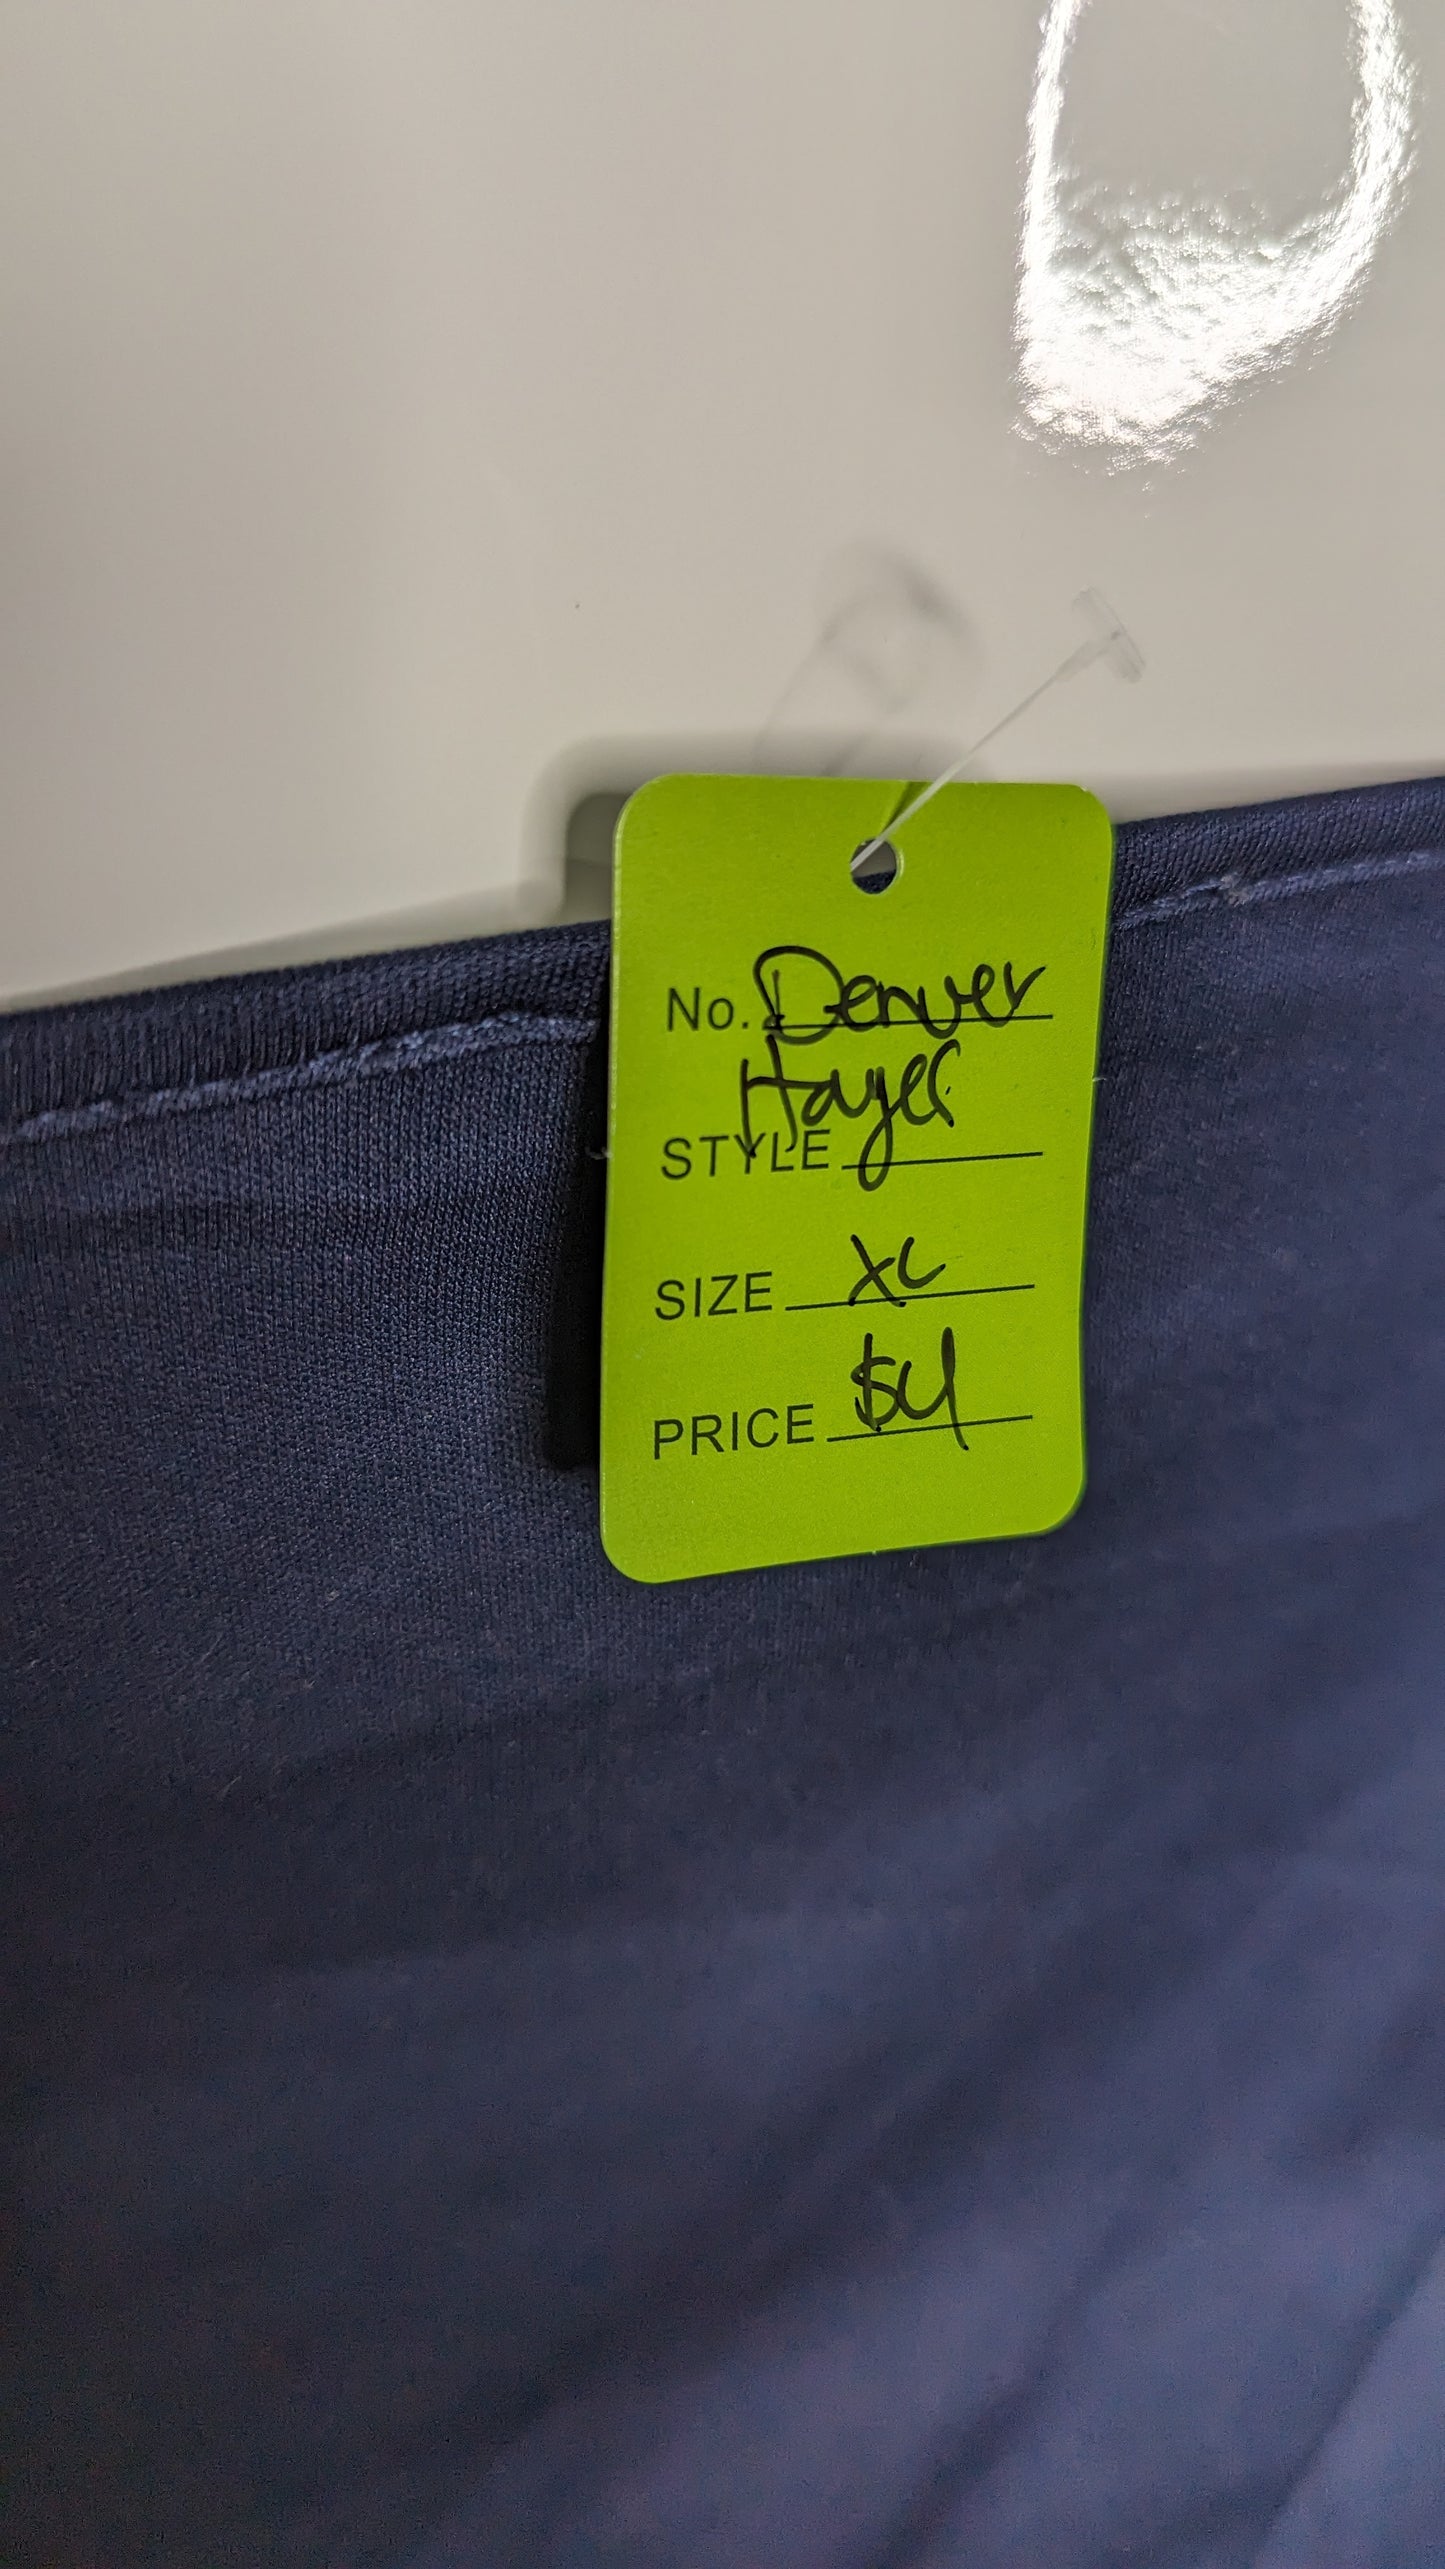 No. Denver
Hayes
STYLE
SIZE XL
PRICE $4